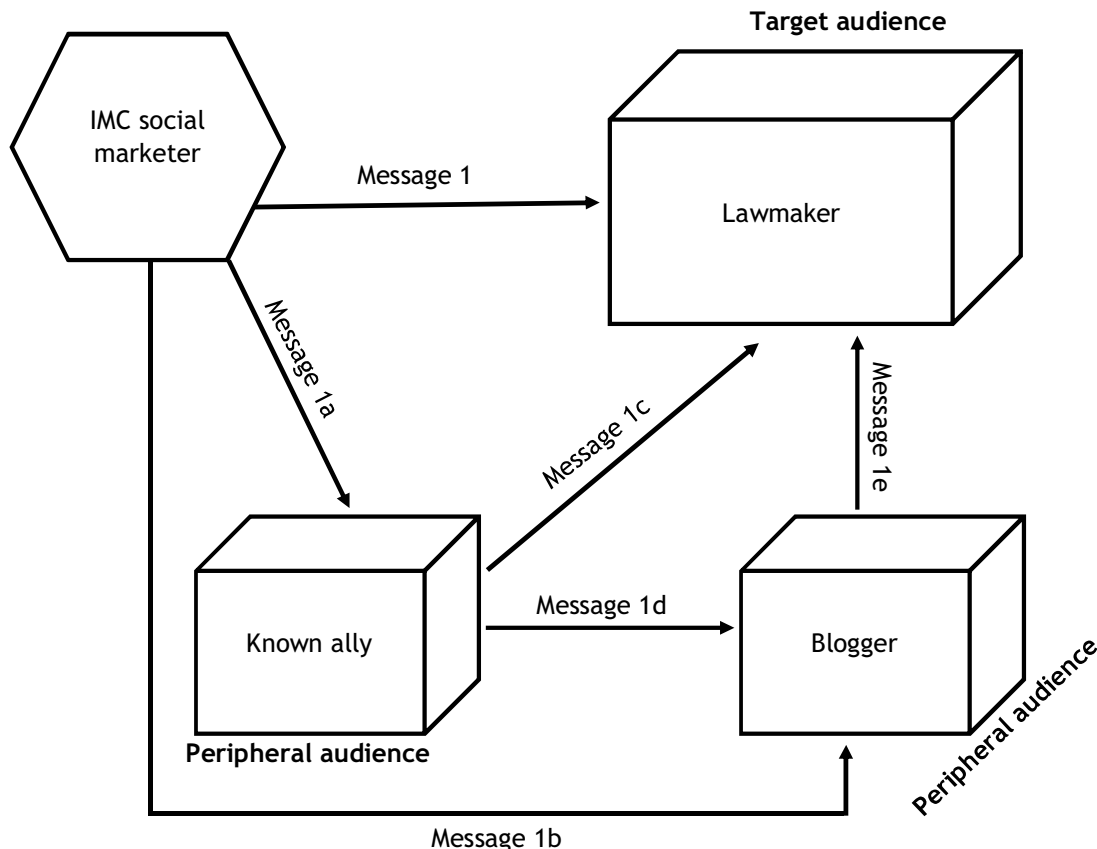 Target audience
IMC social
marketer
Message 1
Lawmaker
Message 1a
Message 1c
Message 1e
Message 1d
Known ally
Blogger
Peripheral audience
Peripheral audience
Message 1b